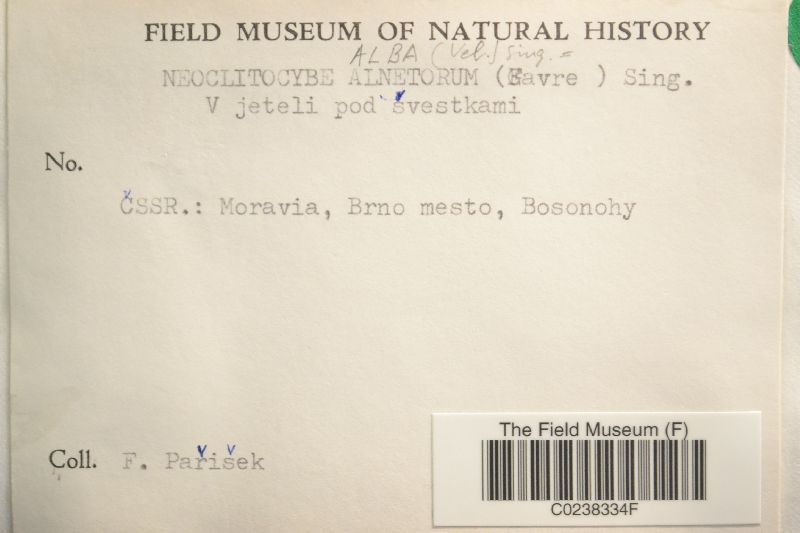 FIELD MUSEUM OF NATURAL HISTORY
ALBA (Vel.) Sing. =
NEOCLITOCYBE ALNETORUM (Favre ) Sing.
V jeteli pod švestkami
No.
ČSSR.: Moravia, Brno mesto, Bosonohy
Coll. F. Pařišek
The Field Museum (F)
C0238334F